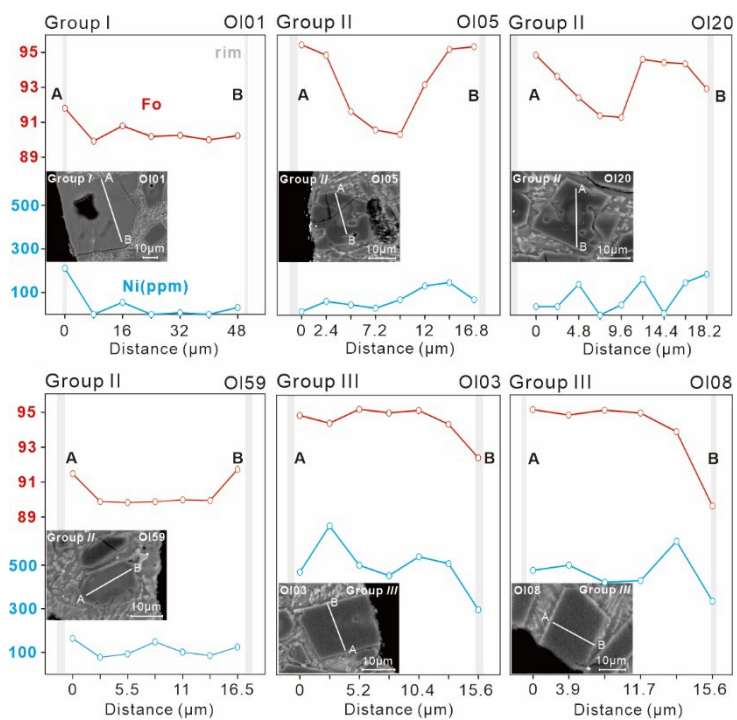 Group I Ol01
95
93
91
89
rim
A
B
Fo
Group I A Ol01
B
10μm
500
300
100
Ni(ppm)
0 16 32 48
Distance (μm)
Group II Ol05
A
B
Group II A Ol05
B
10μm
0 2.4 7.2 12 16.8
Distance (μm)
Group II Ol20
A
B
Group II A Ol20
B
10μm
0 4.8 9.6 14.4 18.2
Distance (μm)
Group II Ol59
95
93
91
89
A
B
Group II Ol59
B
A
10μm
500
300
100
0 5.5 11 16.5
Distance (μm)
Group III Ol03
A
B
Ol03 Group III
B
A
10μm
0 5.2 10.4 15.6
Distance (μm)
Group III Ol08
A
B
Ol08 Group III
A
B
10μm
0 3.9 11.7 15.6
Distance (μm)